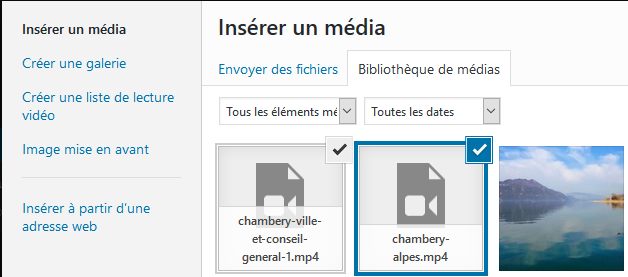 Insérer un média
Créer une galerie
Créer une liste de lecture
vidéo
Image mise en avant
Insérer à partir d'une
adresse web
Insérer un média
Envoyer des fichiers
Bibliothèque de médias
Tous les éléments mé
Toutes les dates
chambery-ville-
et-conseil-
general-1.mp4
chambery-
alpes.mp4